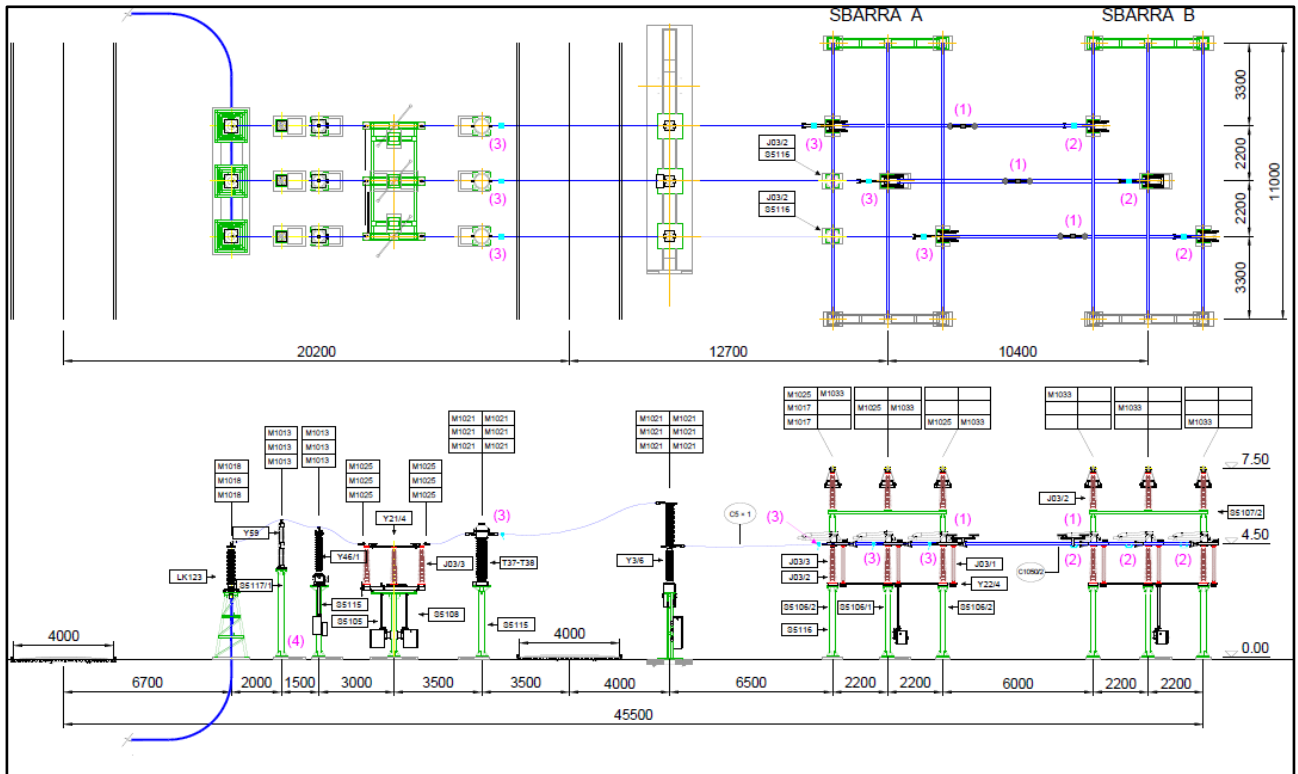 SBARRA A
SBARRA B
(1)
(3)
(3)
(2)
3300
J03/2
S5116
(1)
2200
(3)
(3)
(2)
11000
J03/2
S5116
(1)
2200
(3)
(3)
(2)
3300
20200
12700
10400
M1025 M1033
M1017
M1017
M1025 M1033
M1025 M1033
M1033
M1033
M1033
M1021 M1021
M1021 M1021
M1021 M1021
M1021 M1021
M1021 M1021
M1021 M1021
M1013
M1013
M1013
M1013
M1013
M1013
M1018
M1018
M1018
M1025
M1025
M1025
M1025
M1025
M1025
7.50
J03/2
Y59
Y21/4
(3)
C5 × 1
(3)
(1)
(1)
S5107/2
4.50
Y46/1
(3)
(3)
(2)
(2)
(2)
LK123
S5117/1
J03/3
T37-T38
Y3/6
J03/3
J03/2
J03/1
Y22/4
C1050/2
S5115
S5105
S5108
S5115
S5106/2
S5106/1
S5106/2
S5116
4000
(4)
4000
0.00
6700
2000
1500
3000
3500
3500
4000
6500
2200
2200
6000
2200
2200
45500